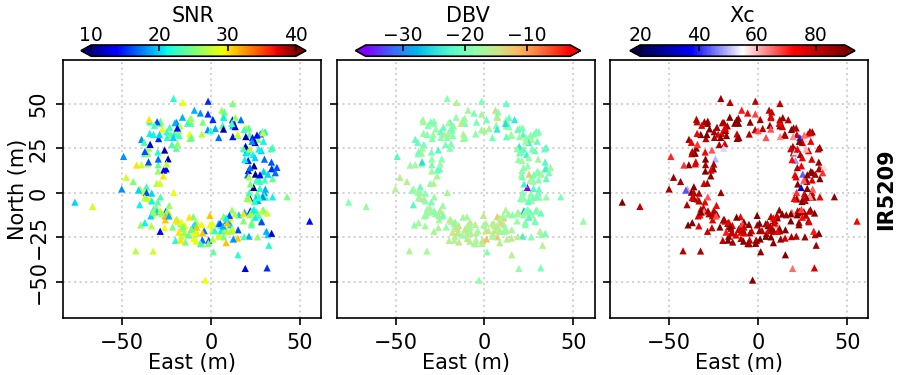 SNR DBV Xc
10 20 30 40 −30 −20 −10 20 40 60 80
50
25
0
−25
−50
North (m)
IR5209
−50 0 50 −50 0 50 −50 0 50
East (m) East (m) East (m)